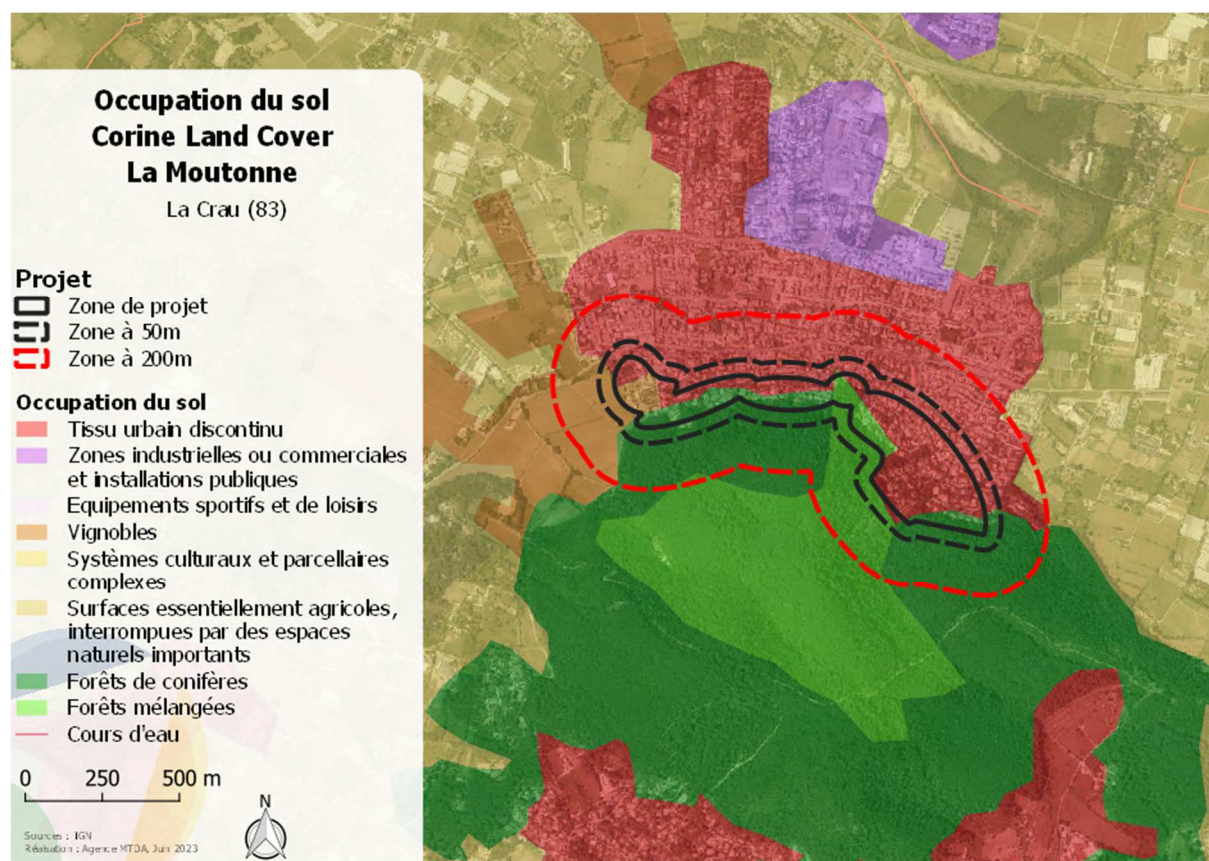 Occupation du sol
Corine Land Cover
La Moutonne
La Crau (83)
Projet
Zone de projet
Zone à 50m
Zone à 200m
Occupation du sol
Tissu urbain discontinu
Zones industrielles ou commerciales
et installations publiques
Equipements sportifs et de loisirs
Vignobles
Systèmes culturaux et parcellaires
complexes
Surfaces essentiellement agricoles,
interrompues par des espaces
naturels importants
Forêts de conifères
Forêts mélangées
Cours d'eau
0 250 500 m
N
Sources : IGN
Réalisation : Agence MTDA, Juin 2023